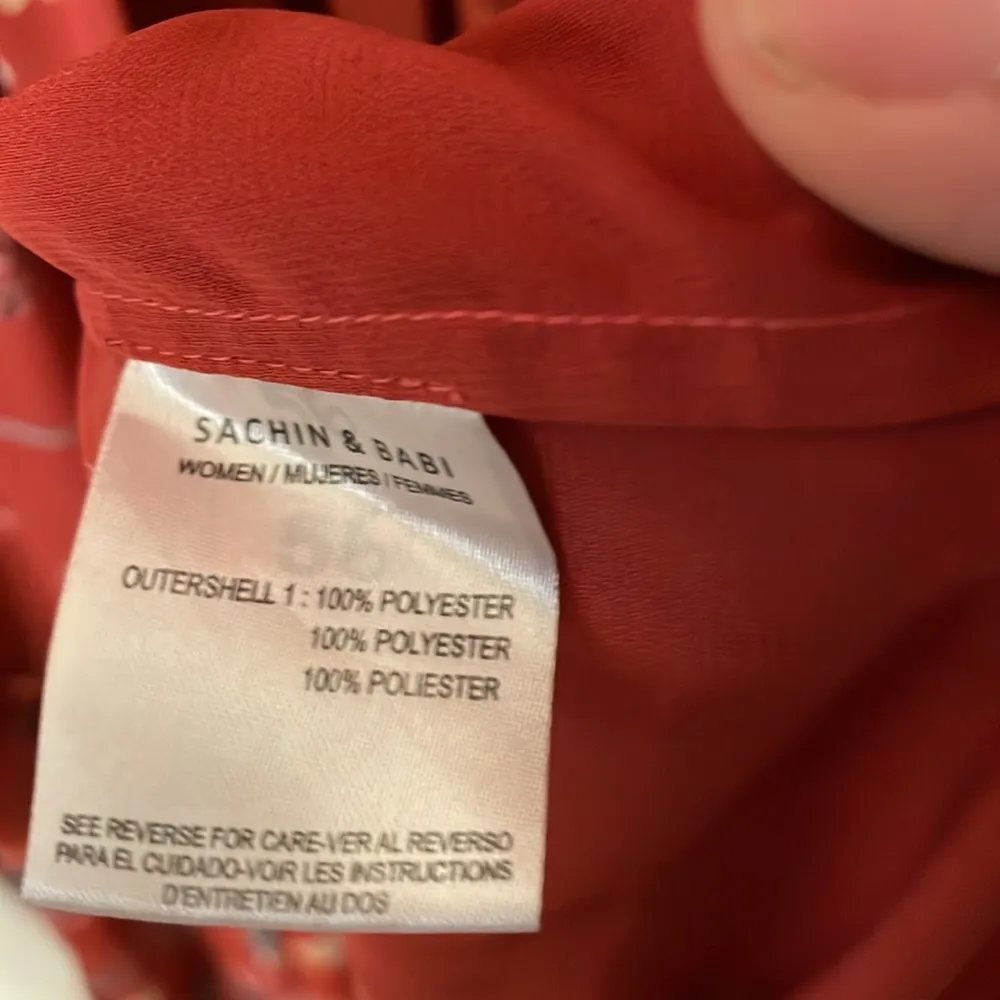 SACHIN & BABI
WOMEN / MUJERES / FEMMES
OUTERSHELL 1 : 100% POLYESTER
100% POLYESTER
100% POLIESTER
SEE REVERSE FOR CARE-VER AL REVERSO
PARA EL CUIDADO-VOIR LES INSTRUCTIONS
D'ENTRETIEN AU DOS